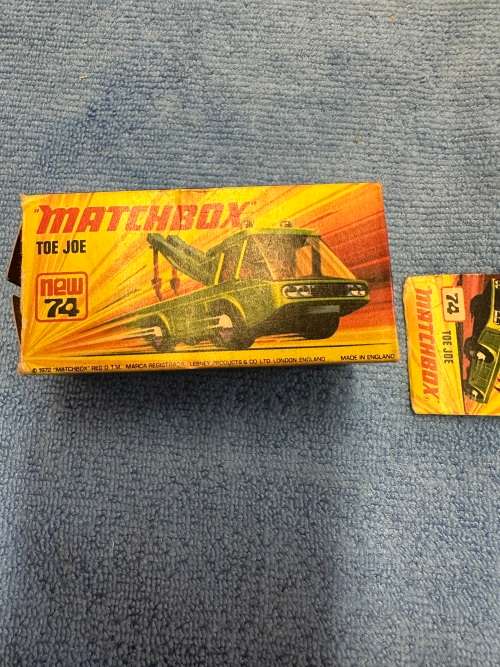 "MATCHBOX"
TOE JOE
new
74
© 1972 "MATCHBOX" REG'D T.M. MARCA REGISTRADA LESNEY PRODUCTS & CO LTD. LONDON ENGLAND MADE IN ENGLAND
MATCHBOX
74
TOE JOE